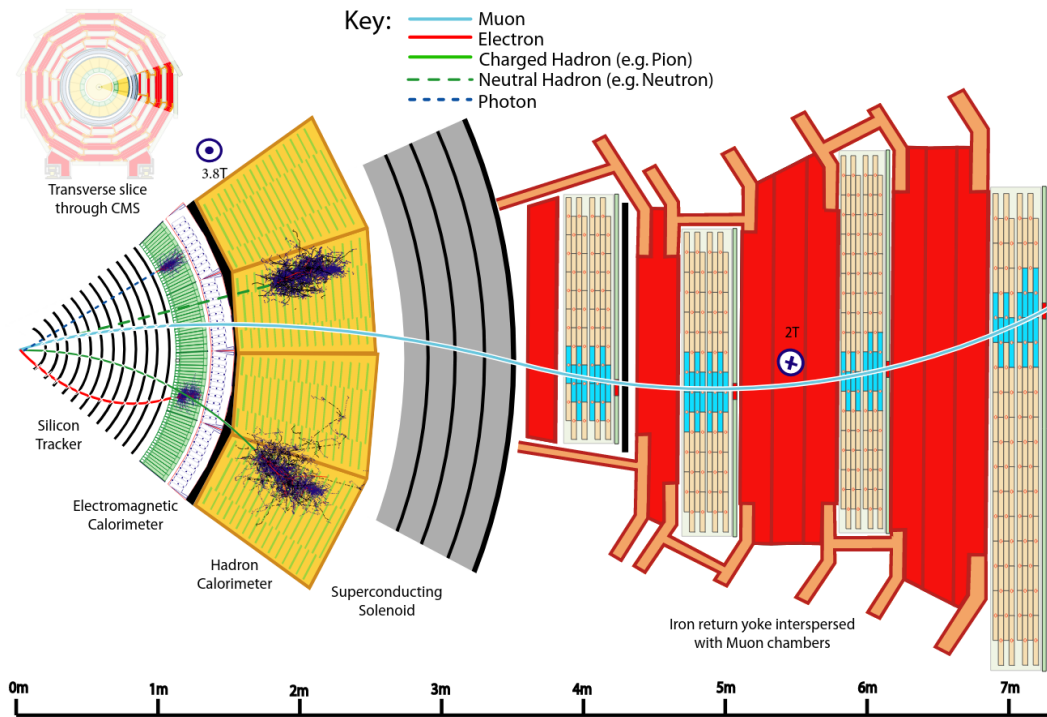 Key:
Muon
Electron
Charged Hadron (e.g. Pion)
Neutral Hadron (e.g. Neutron)
Photon
Transverse slice
through CMS
3.8T
2T
Silicon
Tracker
Electromagnetic
Calorimeter
Hadron
Calorimeter
Superconducting
Solenoid
Iron return yoke interspersed
with Muon chambers
0m 1m 2m 3m 4m 5m 6m 7m